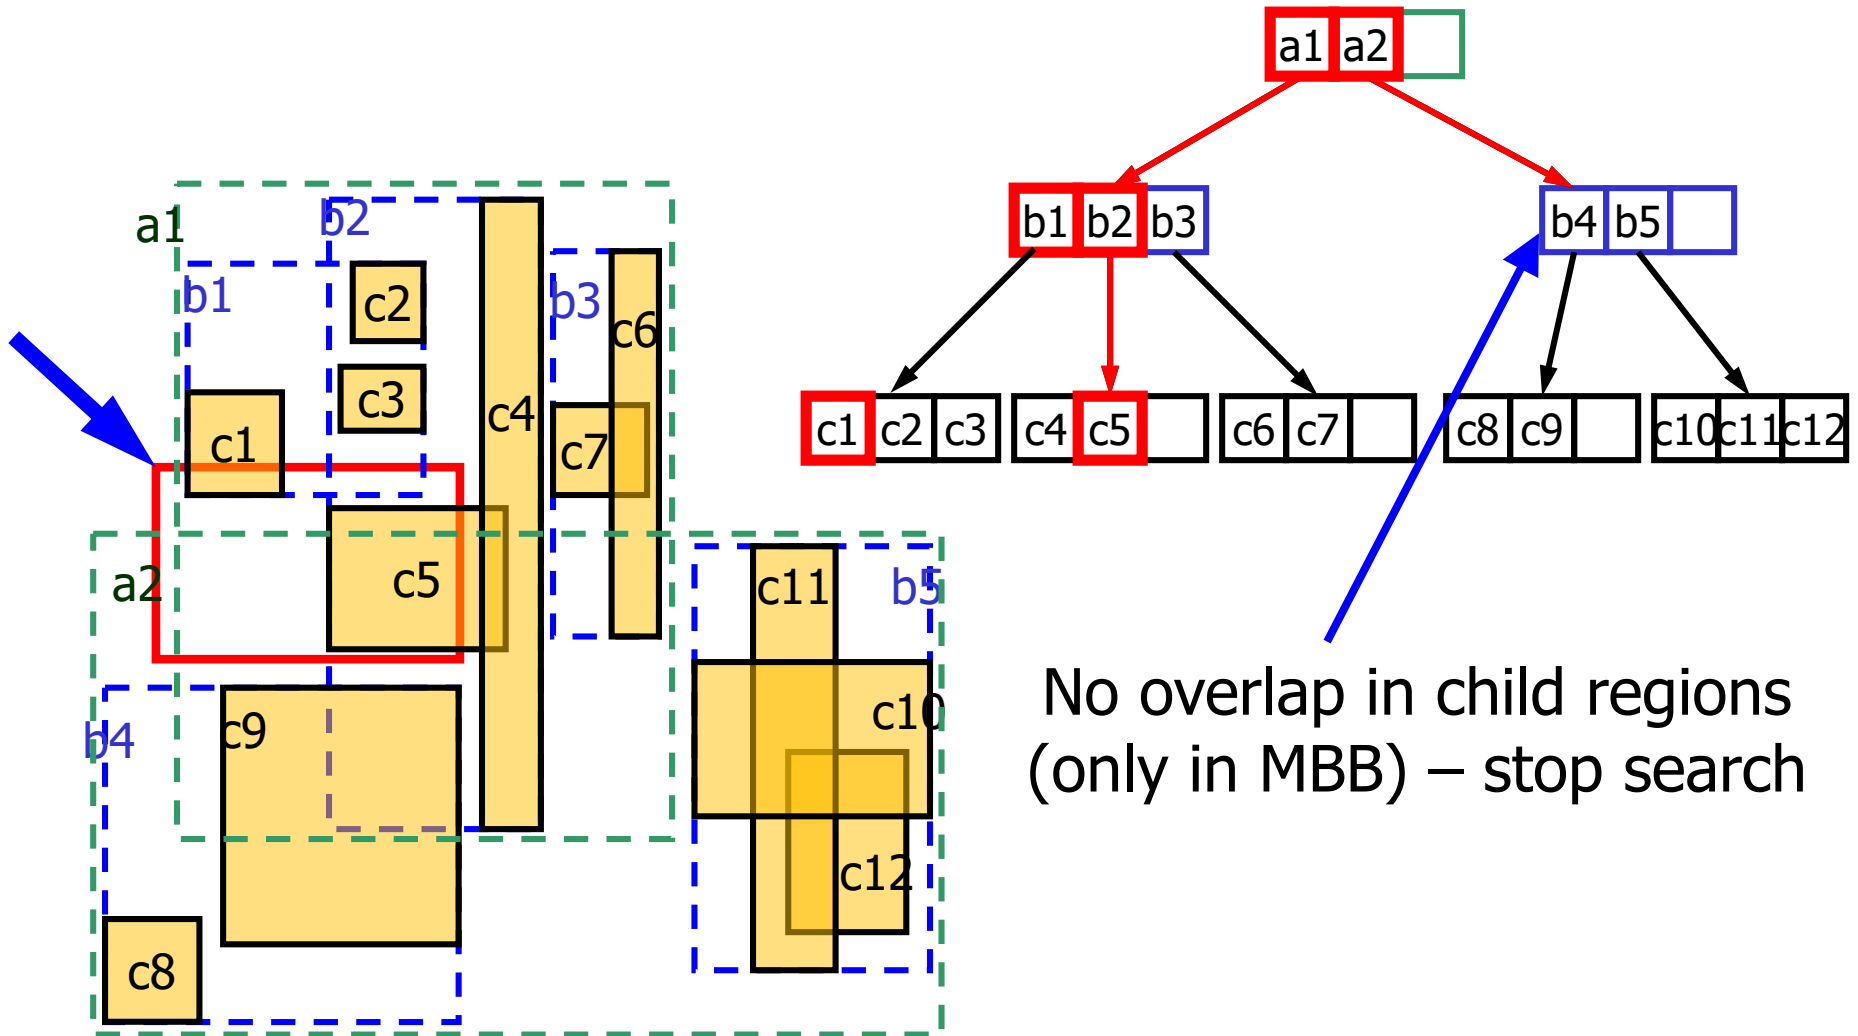 a1 a2
b1 b2 b3
b4 b5
c1 c2 c3
c4 c5
c6 c7
c8 c9
c10 c11 c12
a1
b2
b1
c2
b3
c6
c3
c4
c1
c7
a2
c5
c11
b5
b4
c9
c10
c12
c8
No overlap in child regions
(only in MBB) – stop search